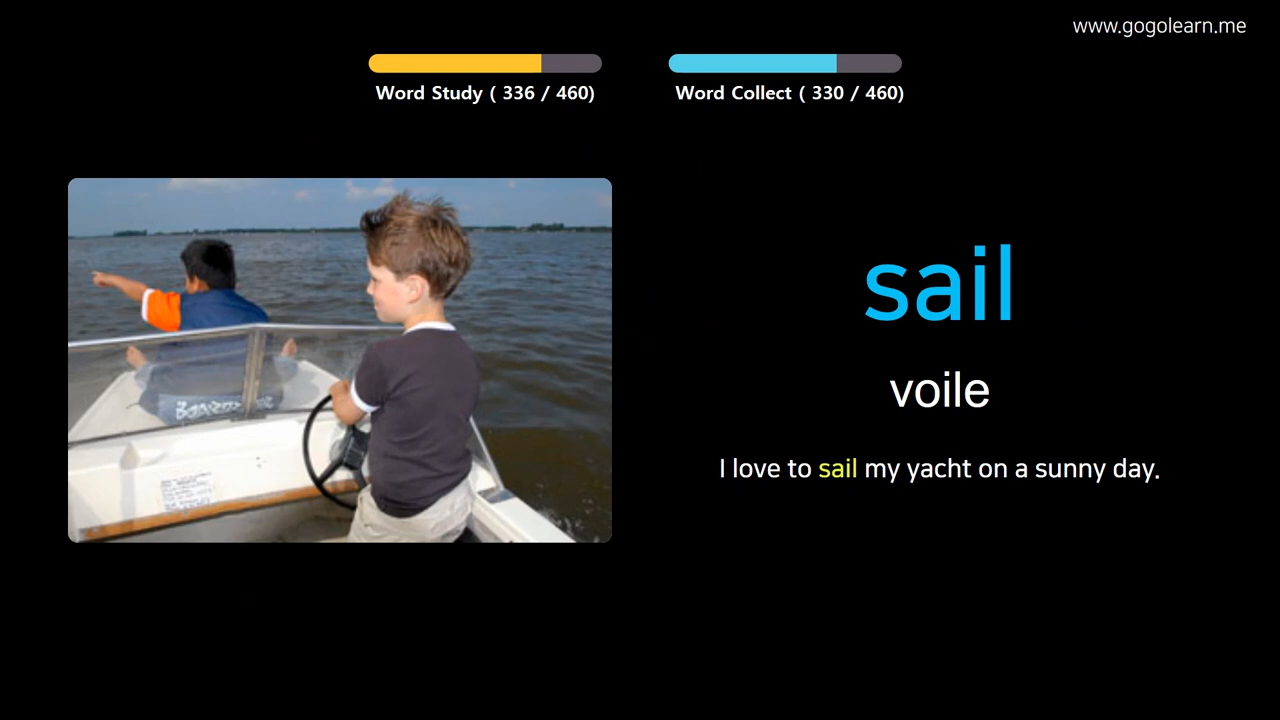 www.gogolearn.me
Word Study ( 336 / 460)
Word Collect ( 330 / 460)
sail
voile
I love to sail my yacht on a sunny day.